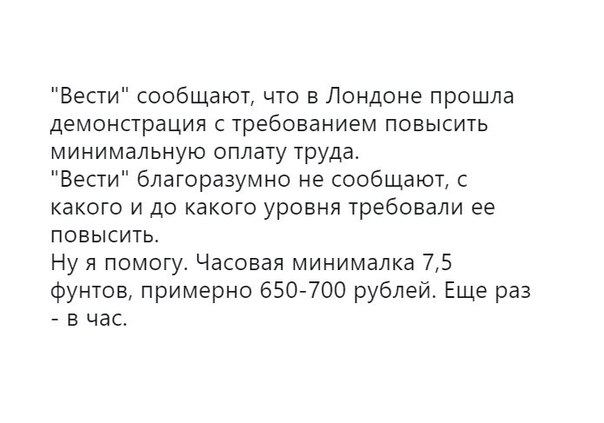 "Вести" сообщают, что в Лондоне прошла
демонстрация с требованием повысить
минимальную оплату труда.
"Вести" благоразумно не сообщают, с
какого и до какого уровня требовали ее
повысить.
Ну я помогу. Часовая минималка 7,5
фунтов, примерно 650-700 рублей. Еще раз
- в час.